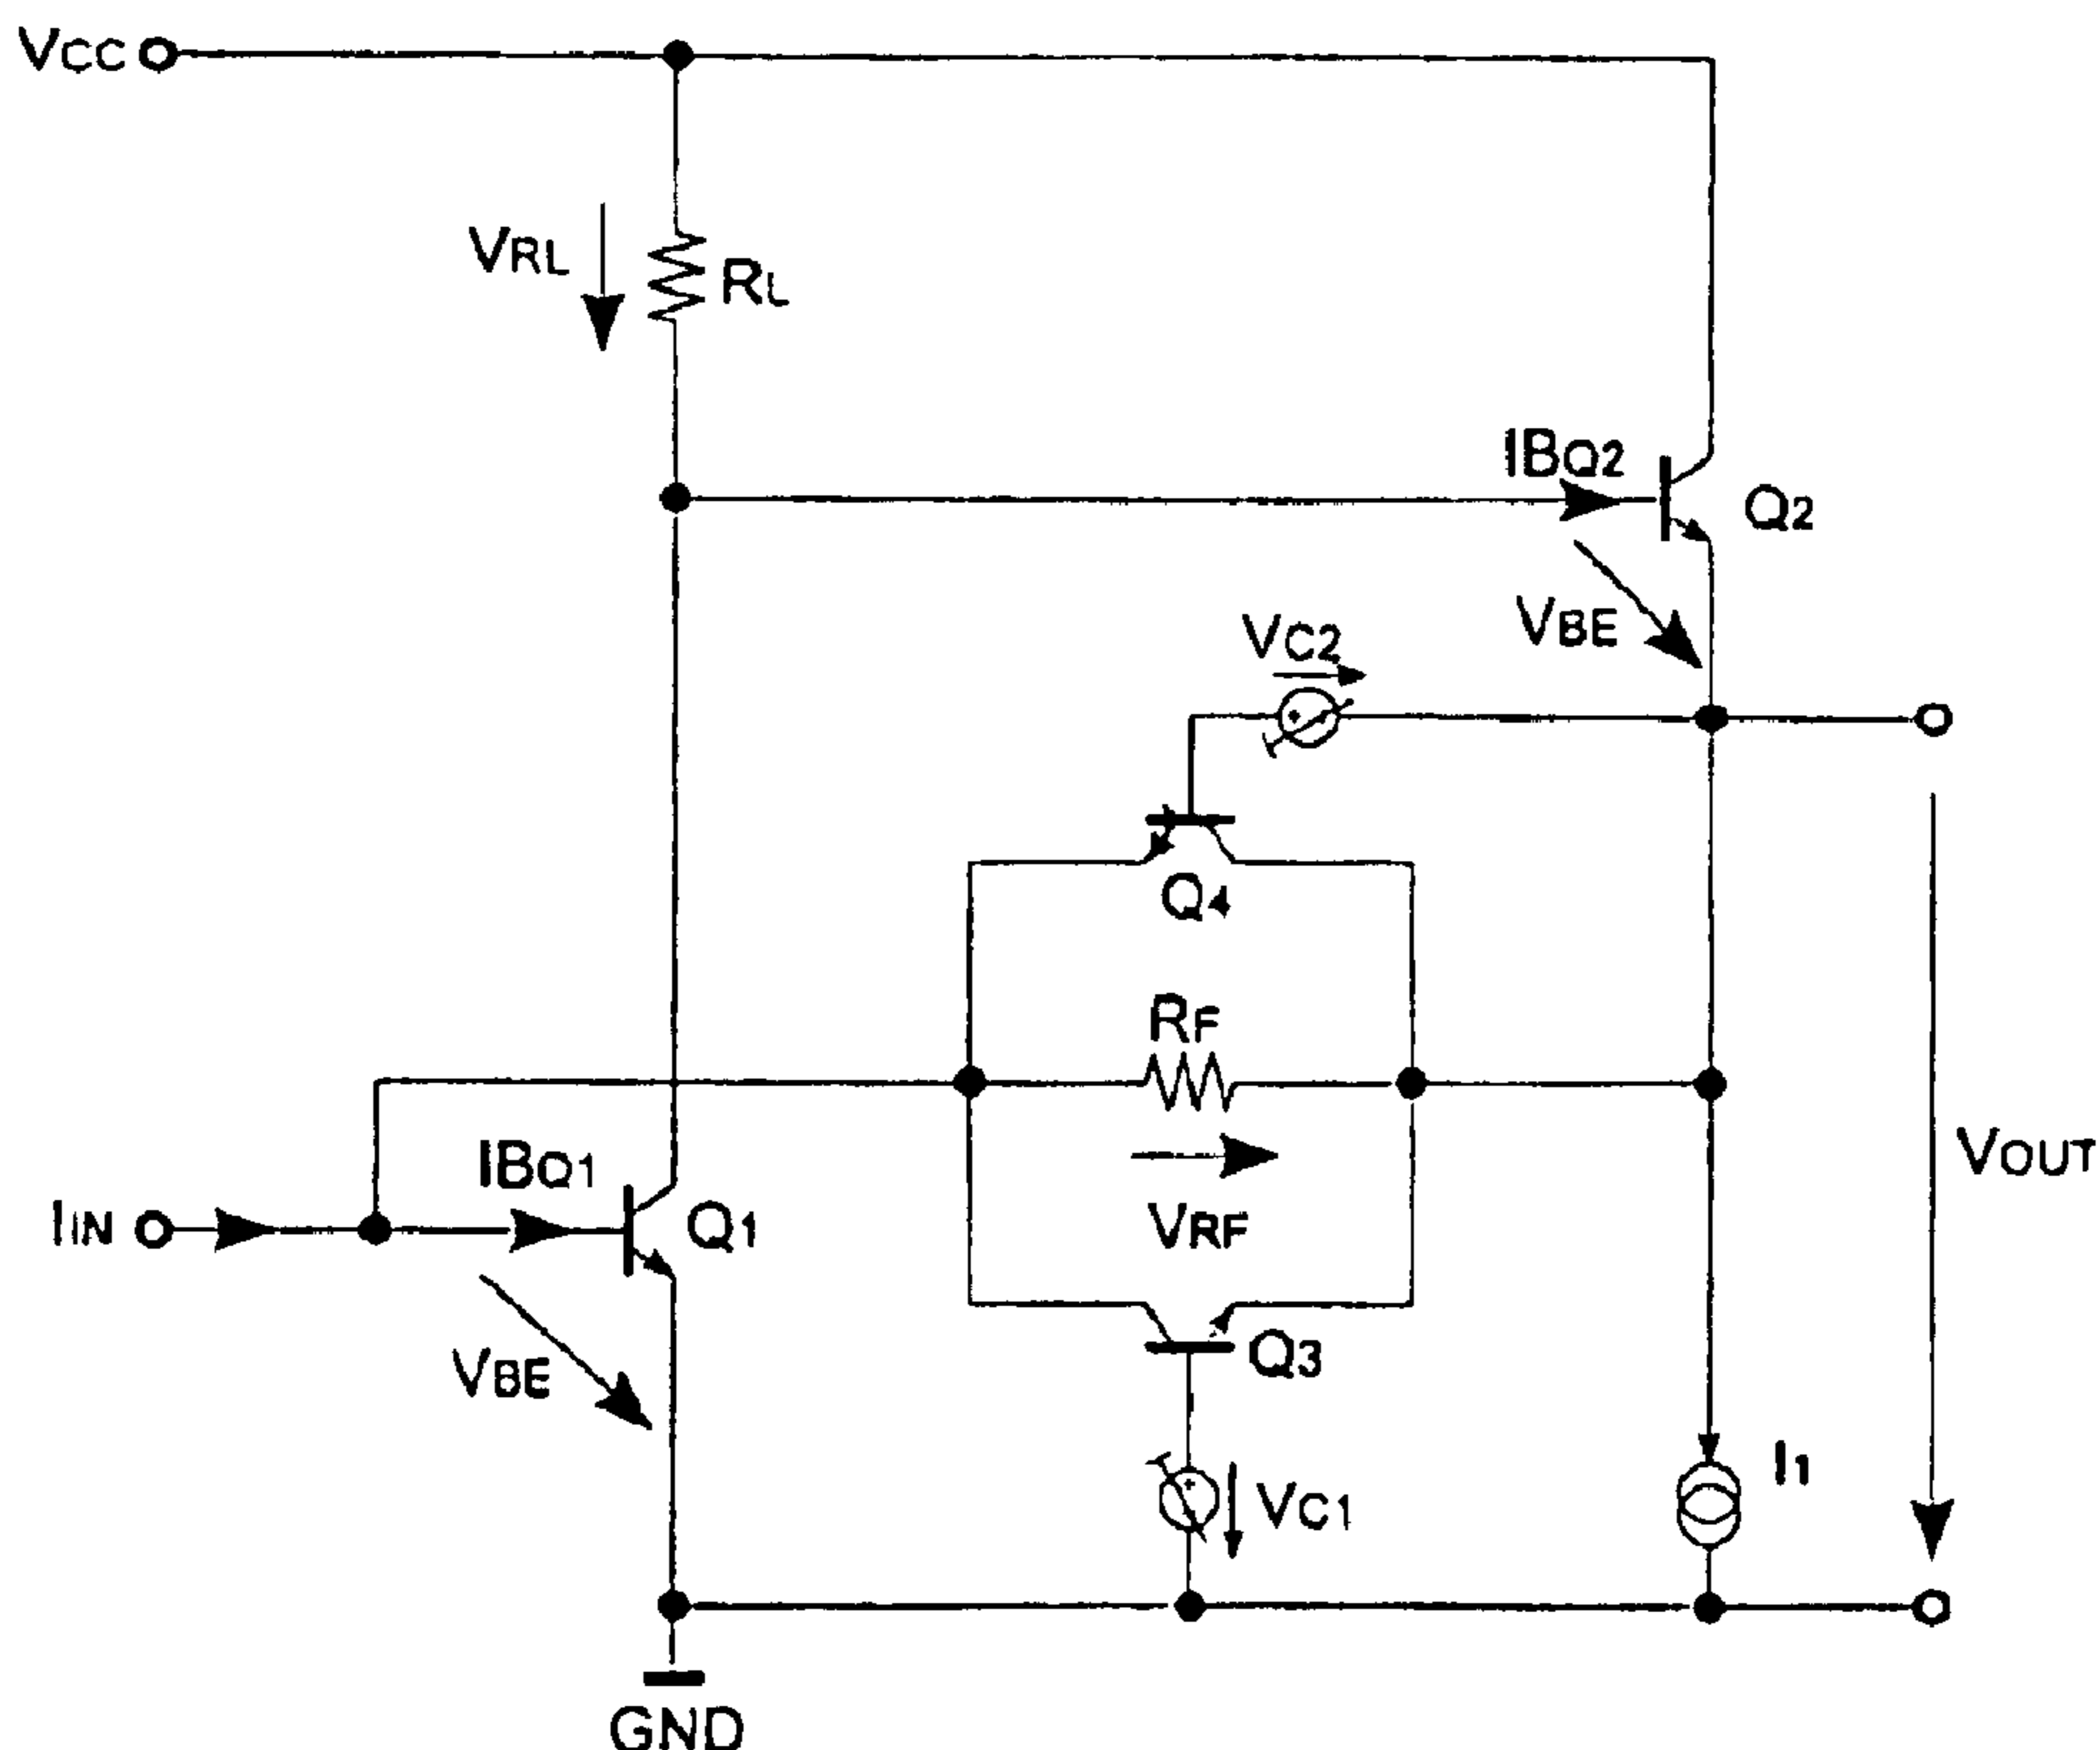 VCC
VRL
RL
IBQ2
Q2
VBE
VC2
Q4
RF
VRF
IBQ1
IIN
Q1
VBE
Q3
VC1
I1
VOUT
GND